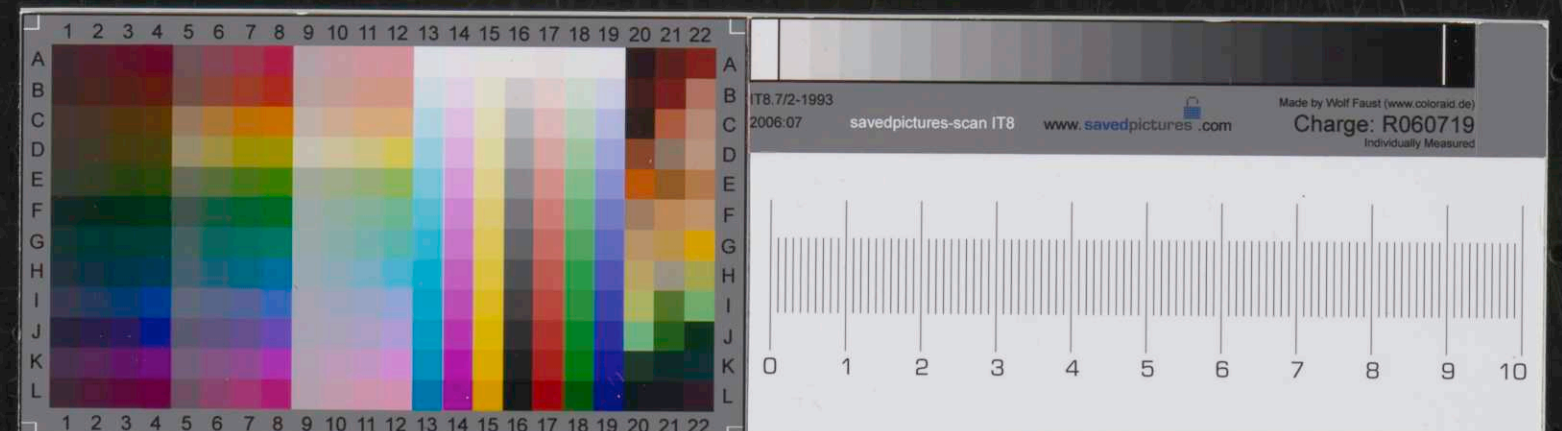 1 2 3 4 5 6 7 8 9 10 11 12 13 14 15 16 17 18 19 20 21 22
A A
B B
C C
D D
E E
F F
G G
H H
I I
J J
K K
L L
1 2 3 4 5 6 7 8 9 10 11 12 13 14 15 16 17 18 19 20 21 22
IT8.7/2-1993
2006:07
savedpictures-scan IT8
www.savedpictures.com
Made by Wolf Faust (www.coloraid.de)
Charge: R060719
Individually Measured
0 1 2 3 4 5 6 7 8 9 10